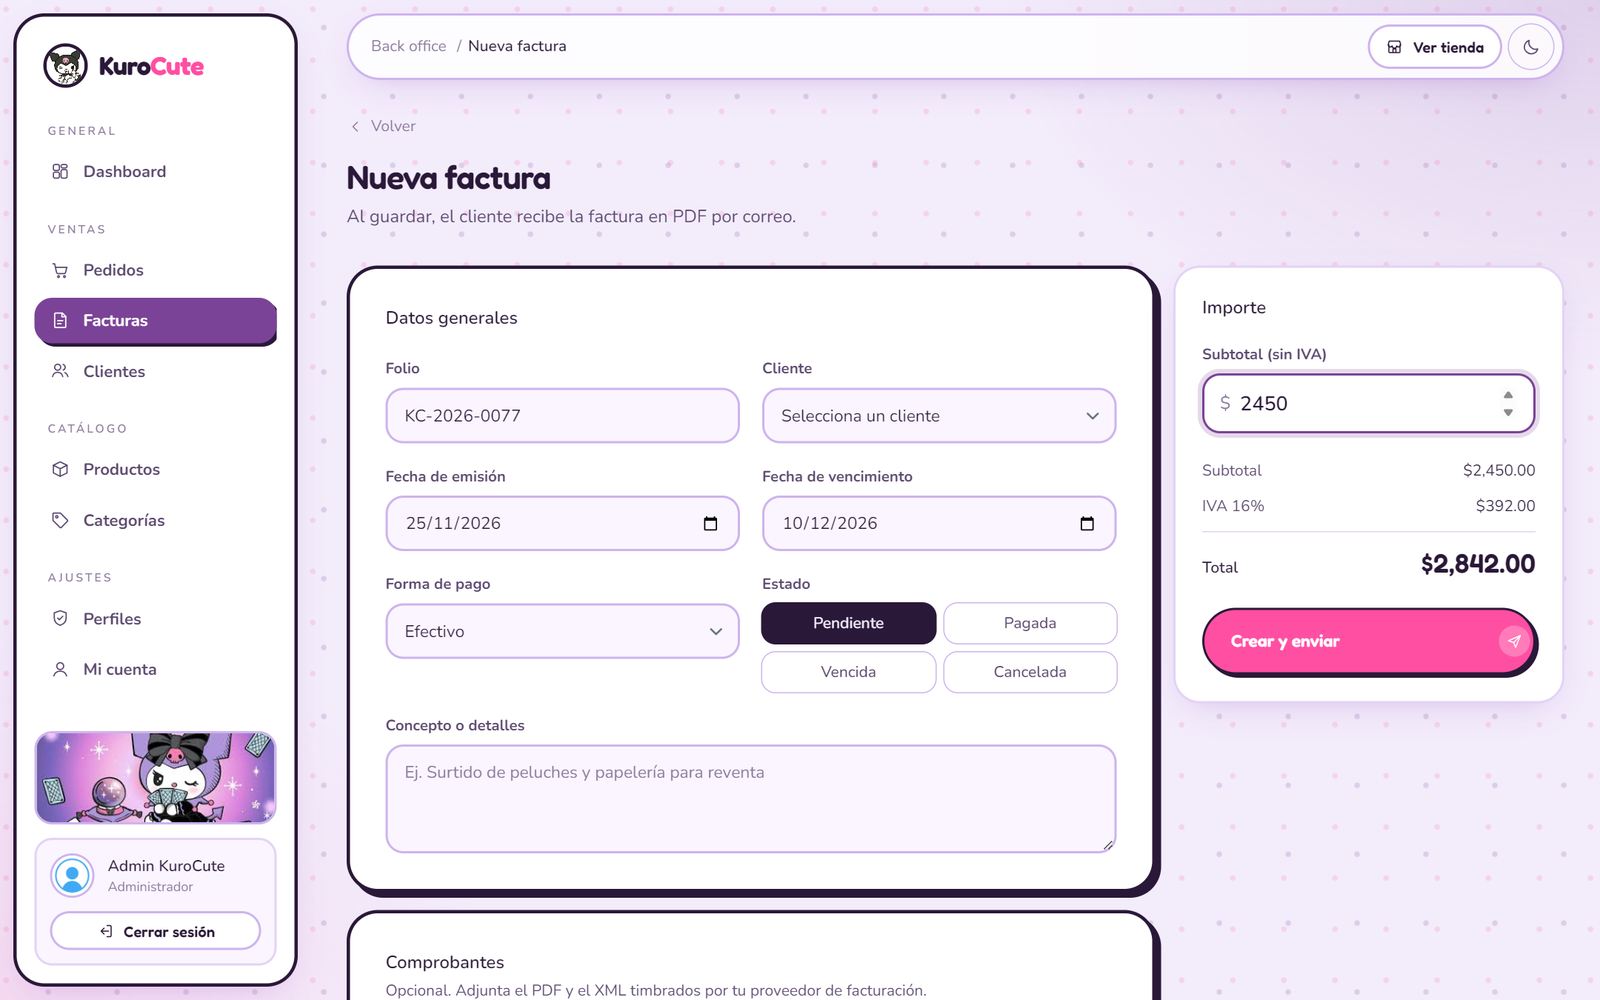 KuroCute
GENERAL
Dashboard
VENTAS
Pedidos
Facturas
Clientes
CATÁLOGO
Productos
Categorías
AJUSTES
Perfiles
Mi cuenta
Admin KuroCute
Administrador
Cerrar sesión
Back office / Nueva factura
Ver tienda
Volver
Nueva factura
Al guardar, el cliente recibe la factura en PDF por correo.
Datos generales
Folio
KC-2026-0077
Cliente
Selecciona un cliente
Fecha de emisión
25/11/2026
Fecha de vencimiento
10/12/2026
Forma de pago
Efectivo
Estado
Pendiente
Pagada
Vencida
Cancelada
Concepto o detalles
Ej. Surtido de peluches y papelería para reventa
Comprobantes
Opcional. Adjunta el PDF y el XML timbrados por tu proveedor de facturación.
Importe
Subtotal (sin IVA)
$ 2450
Subtotal $2,450.00
IVA 16% $392.00
Total $2,842.00
Crear y enviar